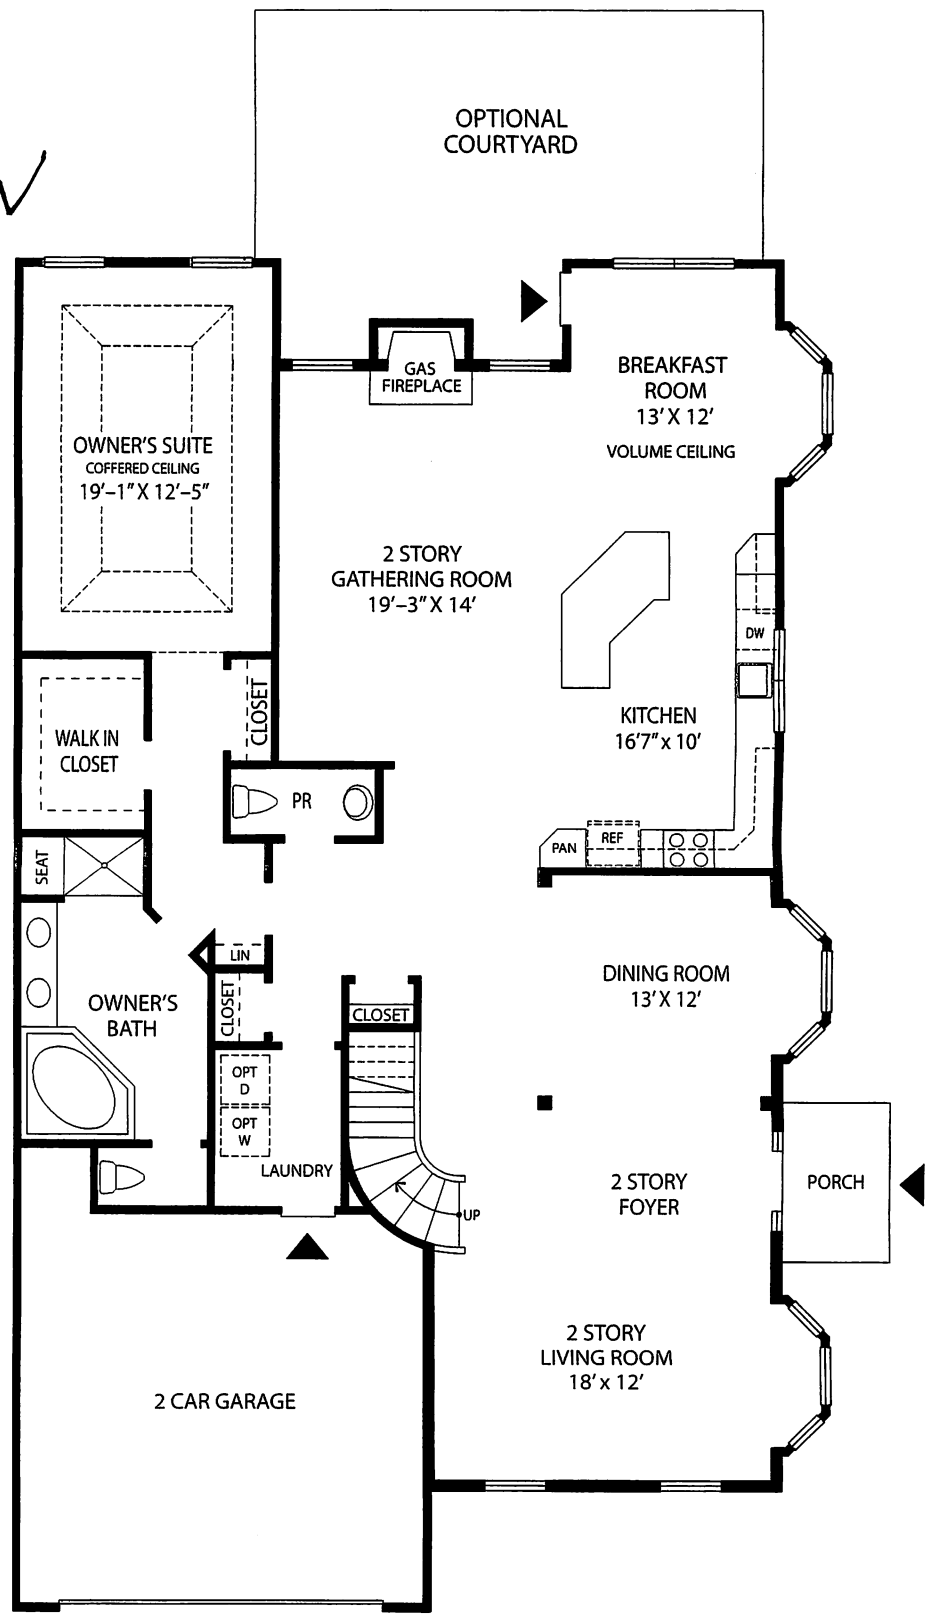 OPTIONAL
COURTYARD
GAS
FIREPLACE
BREAKFAST
ROOM
13' X 12'
VOLUME CEILING
OWNER'S SUITE
COFFERED CEILING
19'–1" X 12'–5"
2 STORY
GATHERING ROOM
19'–3" X 14'
DW
CLOSET
WALK IN
CLOSET
KITCHEN
16'7" x 10'
PR
PAN
REF
SEAT
LIN
DINING ROOM
13' X 12'
OWNER'S
BATH
CLOSET
CLOSET
OPT
D
OPT
W
LAUNDRY
UP
2 STORY
FOYER
PORCH
2 STORY
LIVING ROOM
18' x 12'
2 CAR GARAGE